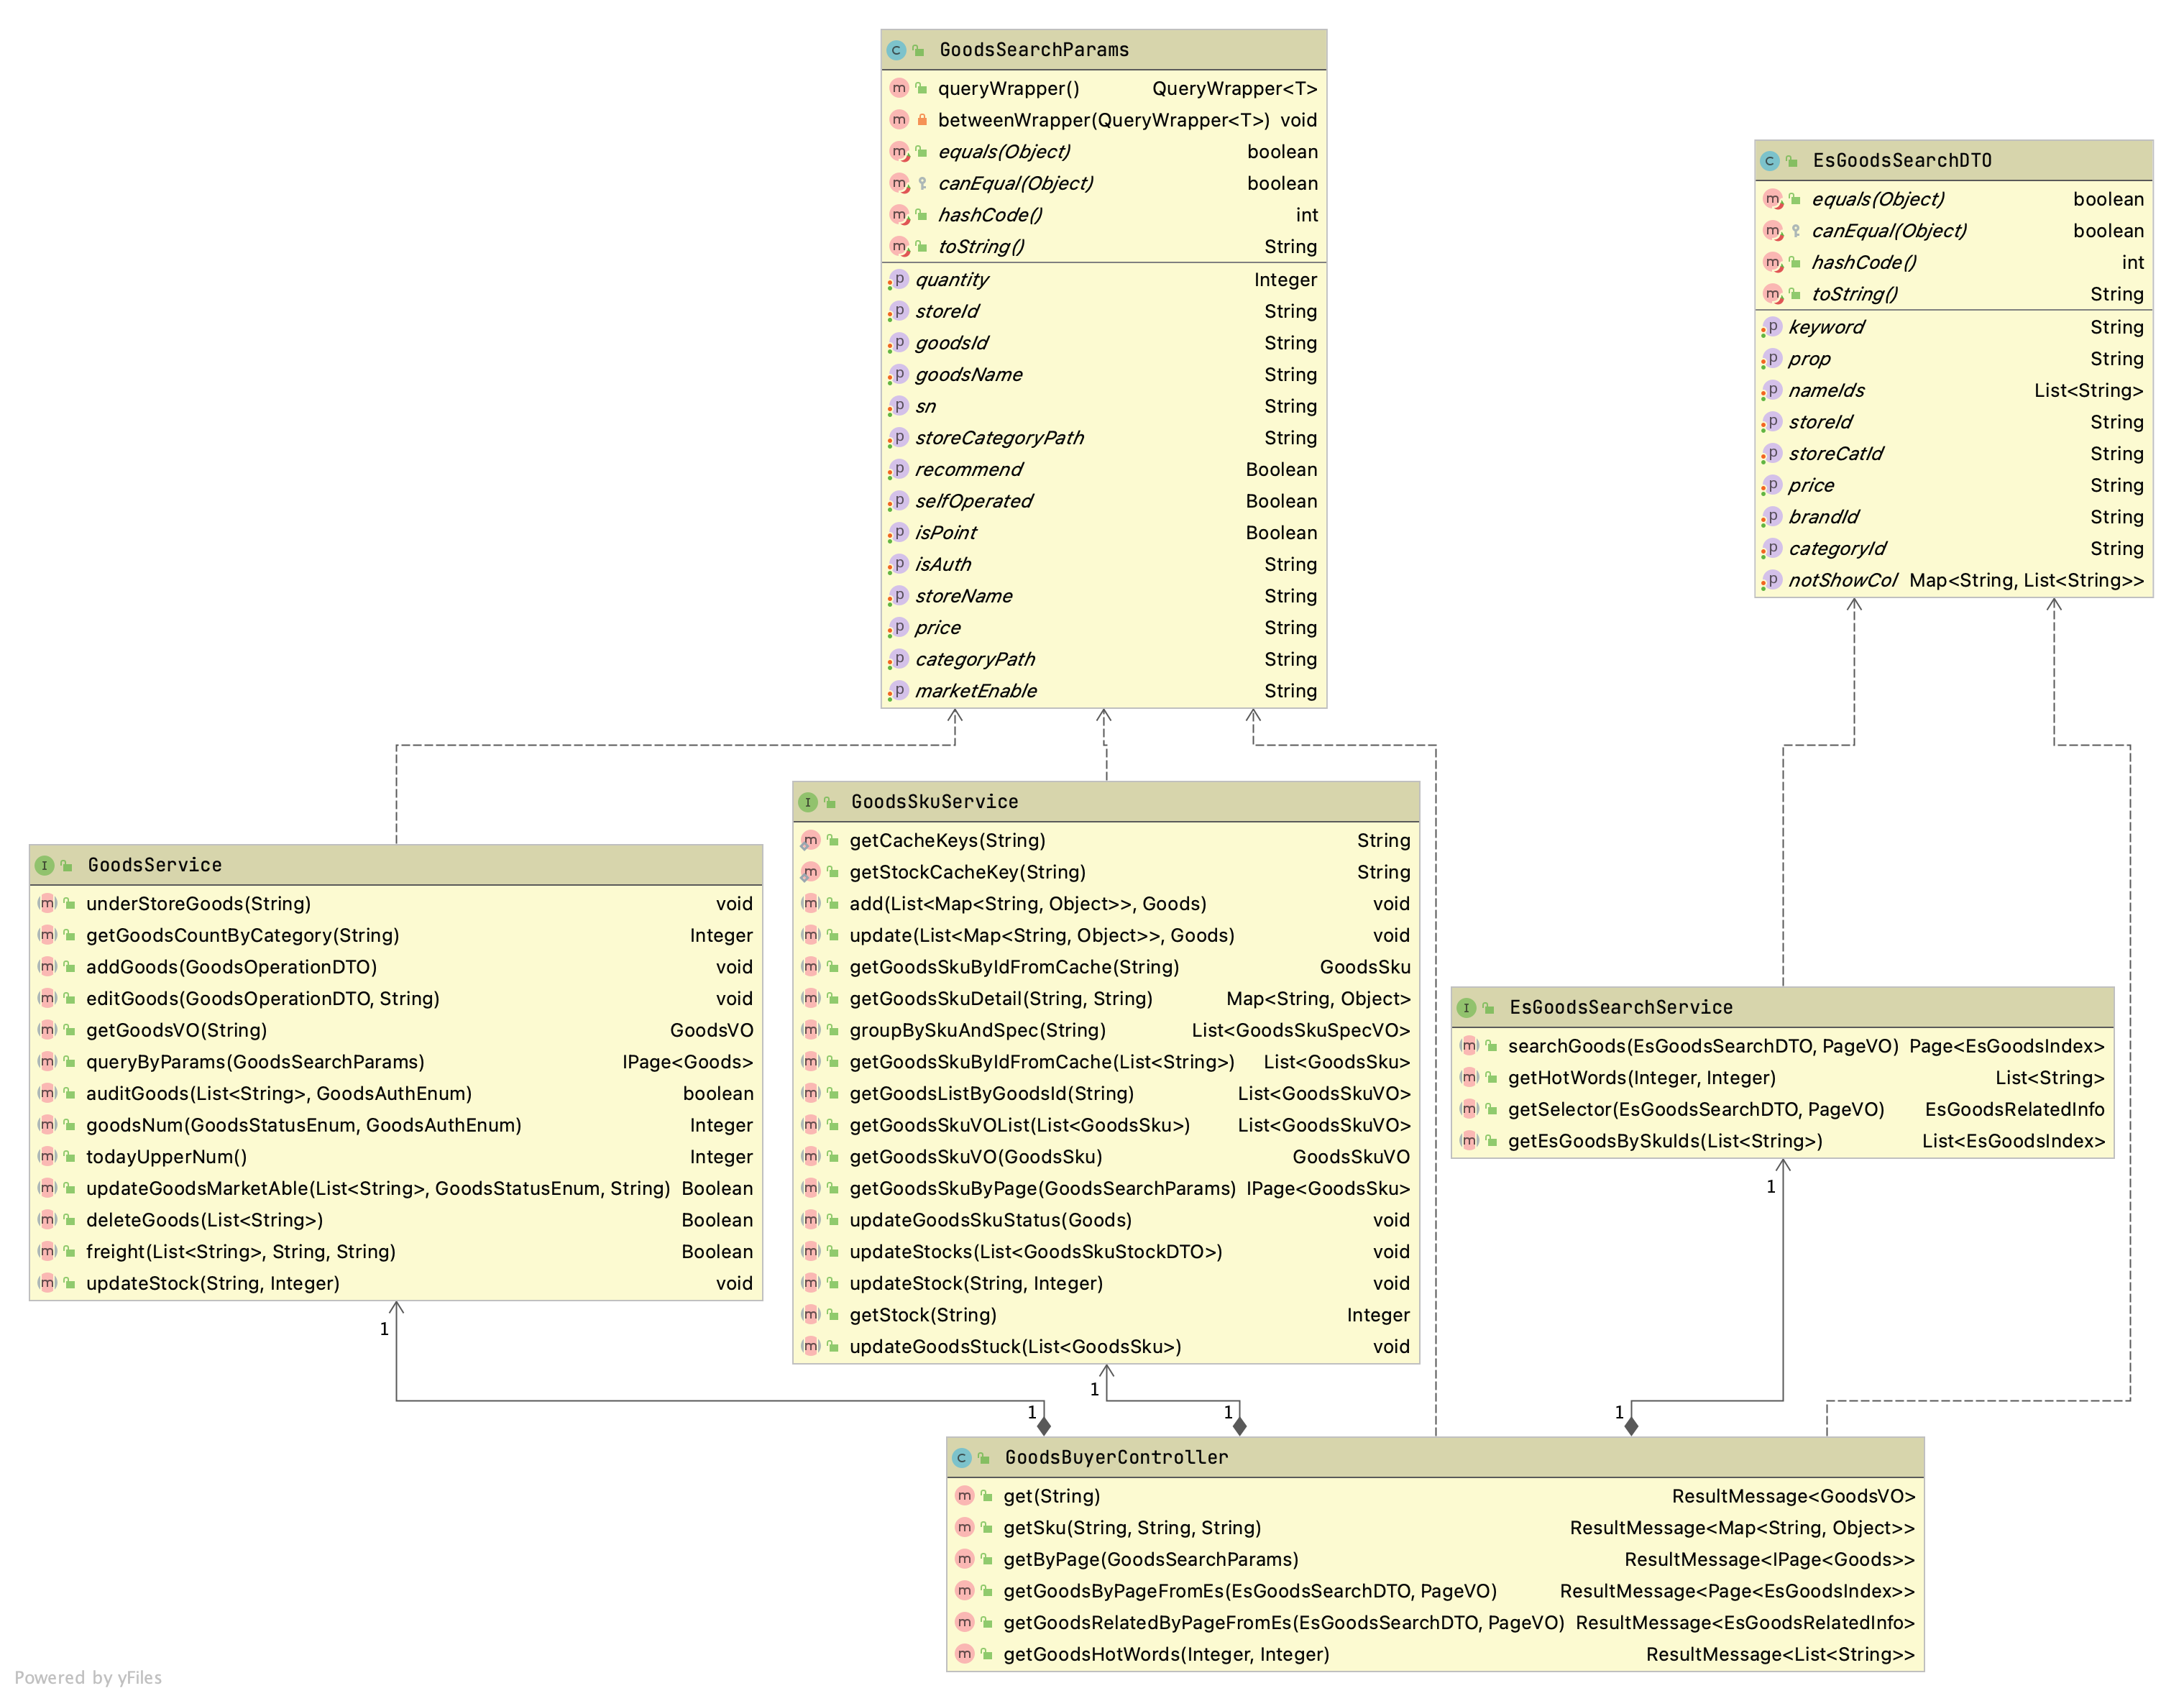 GoodsSearchParams
queryWrapper() QueryWrapper<T>
betweenWrapper(QueryWrapper<T>) void
equals(Object) boolean
canEqual(Object) boolean
hashCode() int
toString() String
quantity Integer
storeId String
goodsId String
goodsName String
sn String
storeCategoryPath String
recommend Boolean
selfOperated Boolean
isPoint Boolean
isAuth String
storeName String
price String
categoryPath String
marketEnable String
EsGoodsSearchDTO
equals(Object) boolean
canEqual(Object) boolean
hashCode() int
toString() String
keyword String
prop String
nameIds List<String>
storeId String
storeCatId String
price String
brandId String
categoryId String
notShowCol Map<String, List<String>>
GoodsService
underStoreGoods(String) void
getGoodsCountByCategory(String) Integer
addGoods(GoodsOperationDTO) void
editGoods(GoodsOperationDTO, String) void
getGoodsVO(String) GoodsVO
queryByParams(GoodsSearchParams) IPage<Goods>
auditGoods(List<String>, GoodsAuthEnum) boolean
goodsNum(GoodsStatusEnum, GoodsAuthEnum) Integer
todayUpperNum() Integer
updateGoodsMarketAble(List<String>, GoodsStatusEnum, String) Boolean
deleteGoods(List<String>) Boolean
freight(List<String>, String, String) Boolean
updateStock(String, Integer) void
GoodsSkuService
getCacheKeys(String) String
getStockCacheKey(String) String
add(List<Map<String, Object>>, Goods) void
update(List<Map<String, Object>>, Goods) void
getGoodsSkuByIdFromCache(String) GoodsSku
getGoodsSkuDetail(String, String) Map<String, Object>
groupBySkuAndSpec(String) List<GoodsSkuSpecVO>
getGoodsSkuByIdFromCache(List<String>) List<GoodsSku>
getGoodsListByGoodsId(String) List<GoodsSkuVO>
getGoodsSkuVOList(List<GoodsSku>) List<GoodsSkuVO>
getGoodsSkuVO(GoodsSku) GoodsSkuVO
getGoodsSkuByPage(GoodsSearchParams) IPage<GoodsSku>
updateGoodsSkuStatus(Goods) void
updateStocks(List<GoodsSkuStockDTO>) void
updateStock(String, Integer) void
getStock(String) Integer
updateGoodsStuck(List<GoodsSku>) void
EsGoodsSearchService
searchGoods(EsGoodsSearchDTO, PageVO) Page<EsGoodsIndex>
getHotWords(Integer, Integer) List<String>
getSelector(EsGoodsSearchDTO, PageVO) EsGoodsRelatedInfo
getEsGoodsBySkuIds(List<String>) List<EsGoodsIndex>
1
1
1
1
1
1
GoodsBuyerController
get(String) ResultMessage<GoodsVO>
getSku(String, String, String) ResultMessage<Map<String, Object>>
getByPage(GoodsSearchParams) ResultMessage<IPage<Goods>>
getGoodsByPageFromEs(EsGoodsSearchDTO, PageVO) ResultMessage<Page<EsGoodsIndex>>
getGoodsRelatedByPageFromEs(EsGoodsSearchDTO, PageVO) ResultMessage<EsGoodsRelatedInfo>
getGoodsHotWords(Integer, Integer) ResultMessage<List<String>>
Powered by yFiles